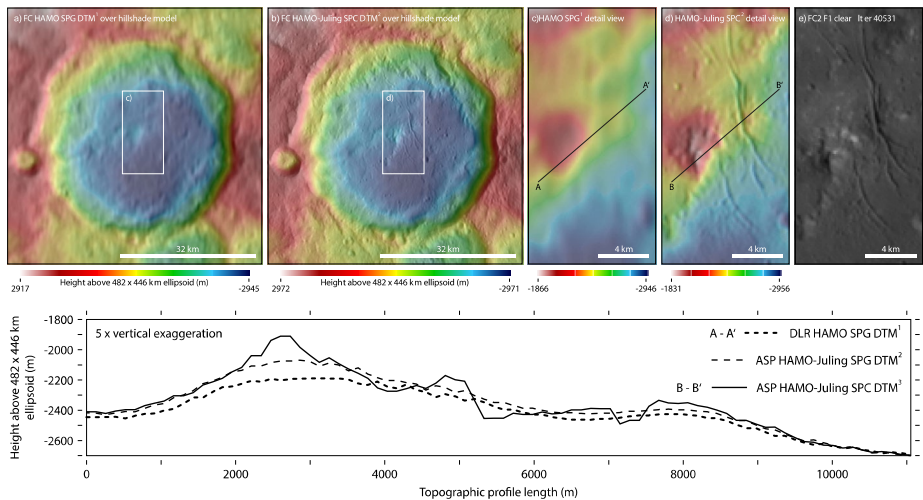 a) FC HAMO SPG DTM¹ over hillshade model
b) FC HAMO-Juling SPC DTM³ over hillshade model
c)HAMO SPG¹ detail view
d) HAMO-Juling SPC³ detail view
e) FC2 F1 clear lt er 40531
c)
d)
A
A'
B
B'
32 km
32 km
4 km
4 km
4 km
2917
Height above 482 x 446 km ellipsoid (m)
-2945
2972
Height above 482 x 446 km ellipsoid (m)
-2971
-1866
-2946
-1831
-2956
5 x vertical exaggeration
A - A'
DLR HAMO SPG DTM¹
ASP HAMO-Juling SPG DTM²
B - B'
ASP HAMO-Juling SPC DTM³
Height above 482 x 446 km
ellipsoid (m)
-1800
-2000
-2200
-2400
-2600
0
2000
4000
6000
8000
10000
Topographic profile length (m)